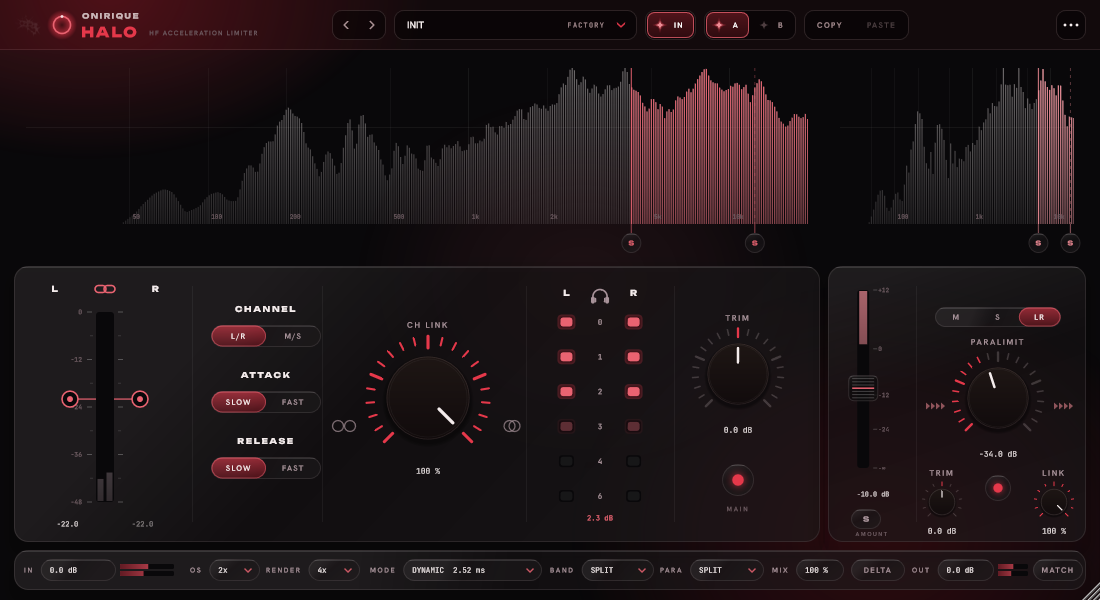 ONIRIQUE
HALO HF ACCELERATION LIMITER
INIT FACTORY IN A B COPY PASTE
50 100 200 500 1k 2k 5k 10k 100 1k 10k
S S S S
L R
0
-12
-24
-36
-48
-22.0 -22.0
CHANNEL
L/R M/S
ATTACK
SLOW FAST
RELEASE
SLOW FAST
CH LINK
100 %
L R
0
1
2
3
4
6
2.3 dB
TRIM
0.0 dB
MAIN
+12
-0
-12
-24
-∞
-10.0 dB
S
AMOUNT
M S LR
PARALIMIT
-34.0 dB
TRIM LINK
0.0 dB 100 %
IN 0.0 dB OS 2x RENDER 4x MODE DYNAMIC 2.52 ms BAND SPLIT PARA SPLIT MIX 100 % DELTA OUT 0.0 dB MATCH